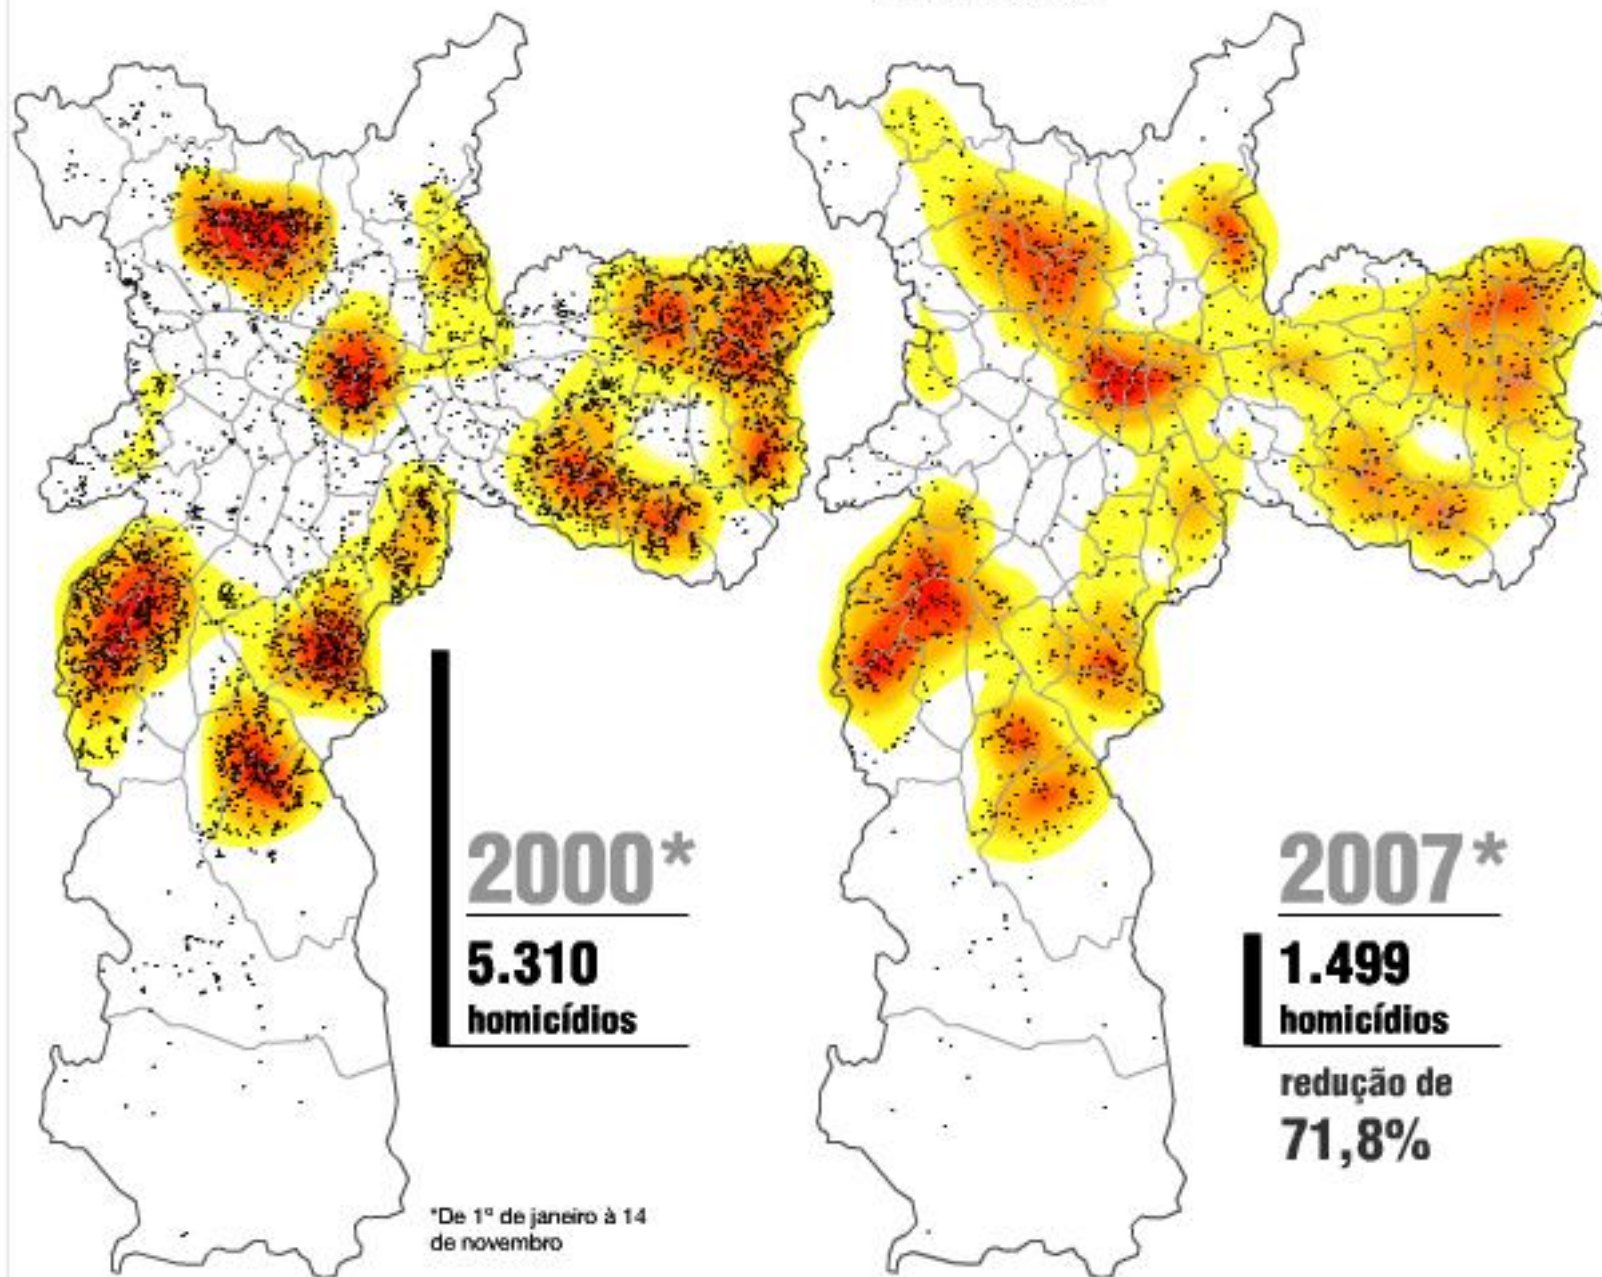 2000*
5.310
homicídios
*De 1º de janeiro à 14
de novembro
2007*
1.499
homicídios
redução de
71,8%